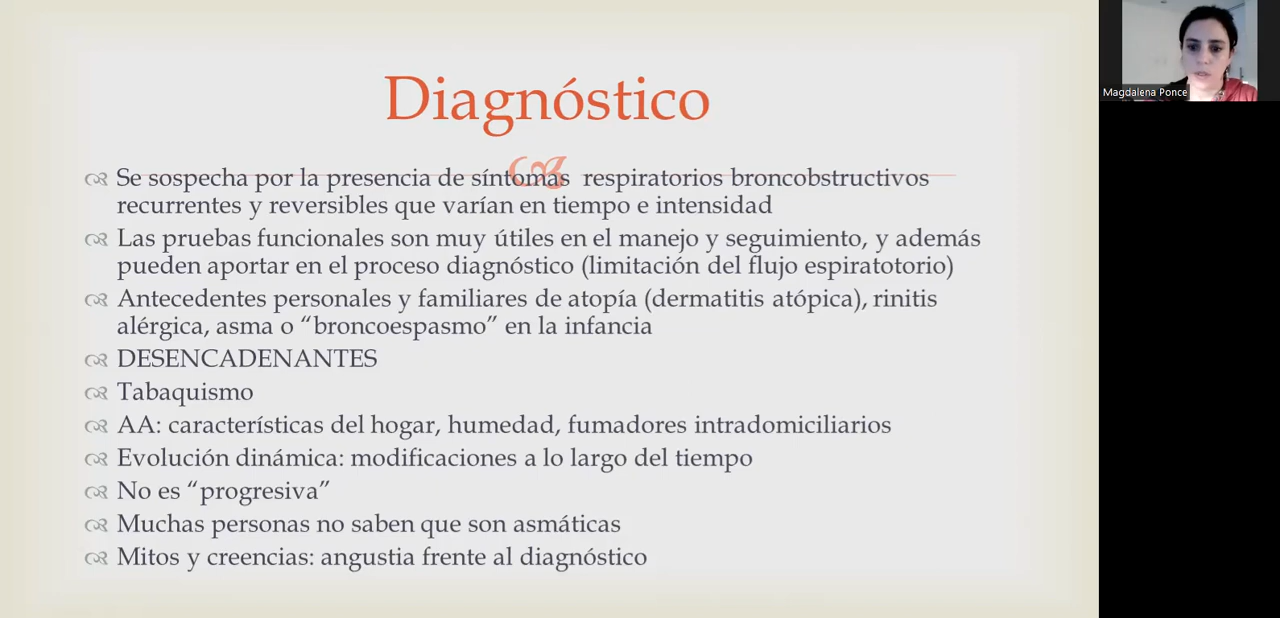 Diagnóstico
Se sospecha por la presencia de síntomas respiratorios broncobstructivos
recurrentes y reversibles que varían en tiempo e intensidad
Las pruebas funcionales son muy útiles en el manejo y seguimiento, y además
pueden aportar en el proceso diagnóstico (limitación del flujo espiratotorio)
Antecedentes personales y familiares de atopía (dermatitis atópica), rinitis
alérgica, asma o “broncoespasmo” en la infancia
DESENCADENANTES
Tabaquismo
AA: características del hogar, humedad, fumadores intradomiciliarios
Evolución dinámica: modificaciones a lo largo del tiempo
No es “progresiva”
Muchas personas no saben que son asmáticas
Mitos y creencias: angustia frente al diagnóstico
Magdalena Ponce